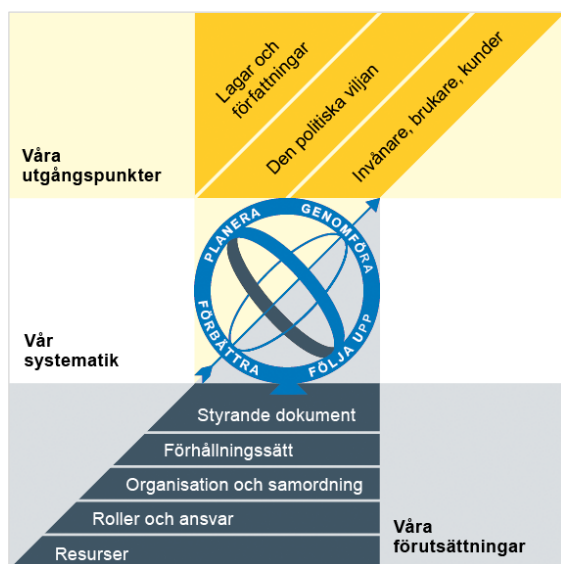 Lagar och
författningar
Den politiska viljan
Invånare, brukare, kunder
Våra
utgångspunkter
PLANERA
GENOMFÖRA
FÖLJA UPP
FÖRBÄTTRA
Vår
systematik
Styrande dokument
Förhållningssätt
Organisation och samordning
Roller och ansvar
Resurser
Våra
förutsättningar